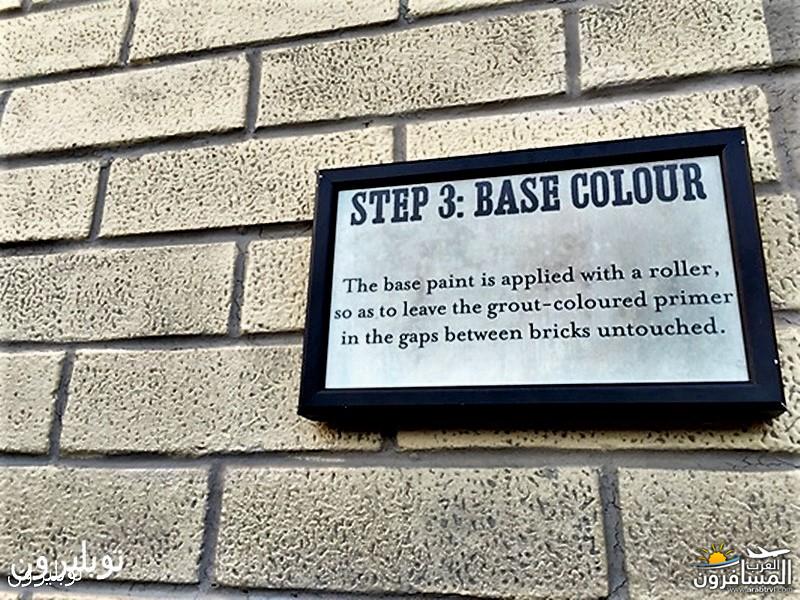 STEP 3: BASE COLOUR
The base paint is applied with a roller,
so as to leave the grout-coloured primer
in the gaps between bricks untouched.
نوبليرون
نوبليرون
العرب
المسافرون
www.arabtrvl.com